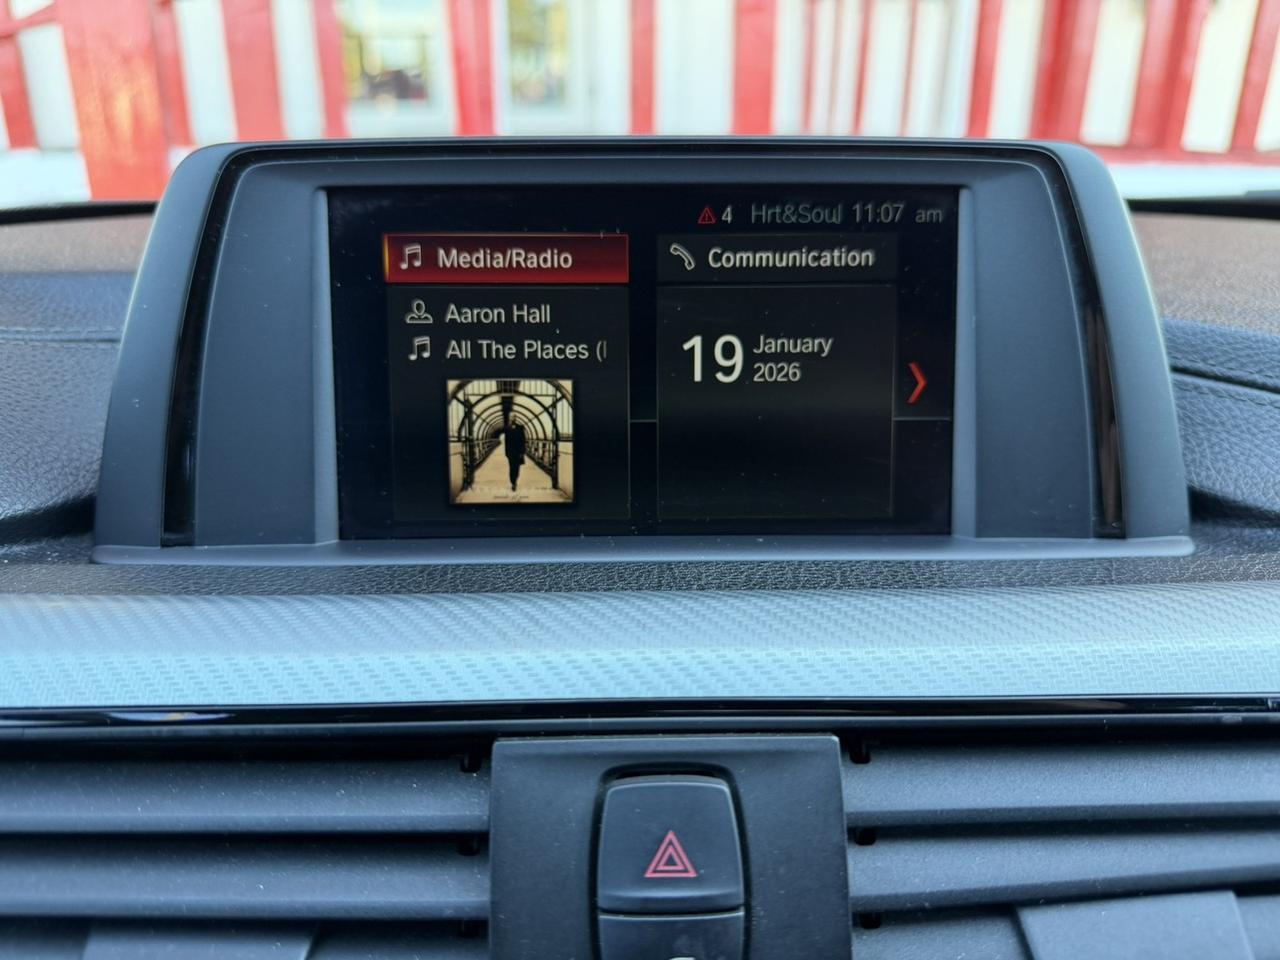 4 Hrt&Soul 11:07 am
Media/Radio
Aaron Hall
All The Places (
Communication
19 January
2026